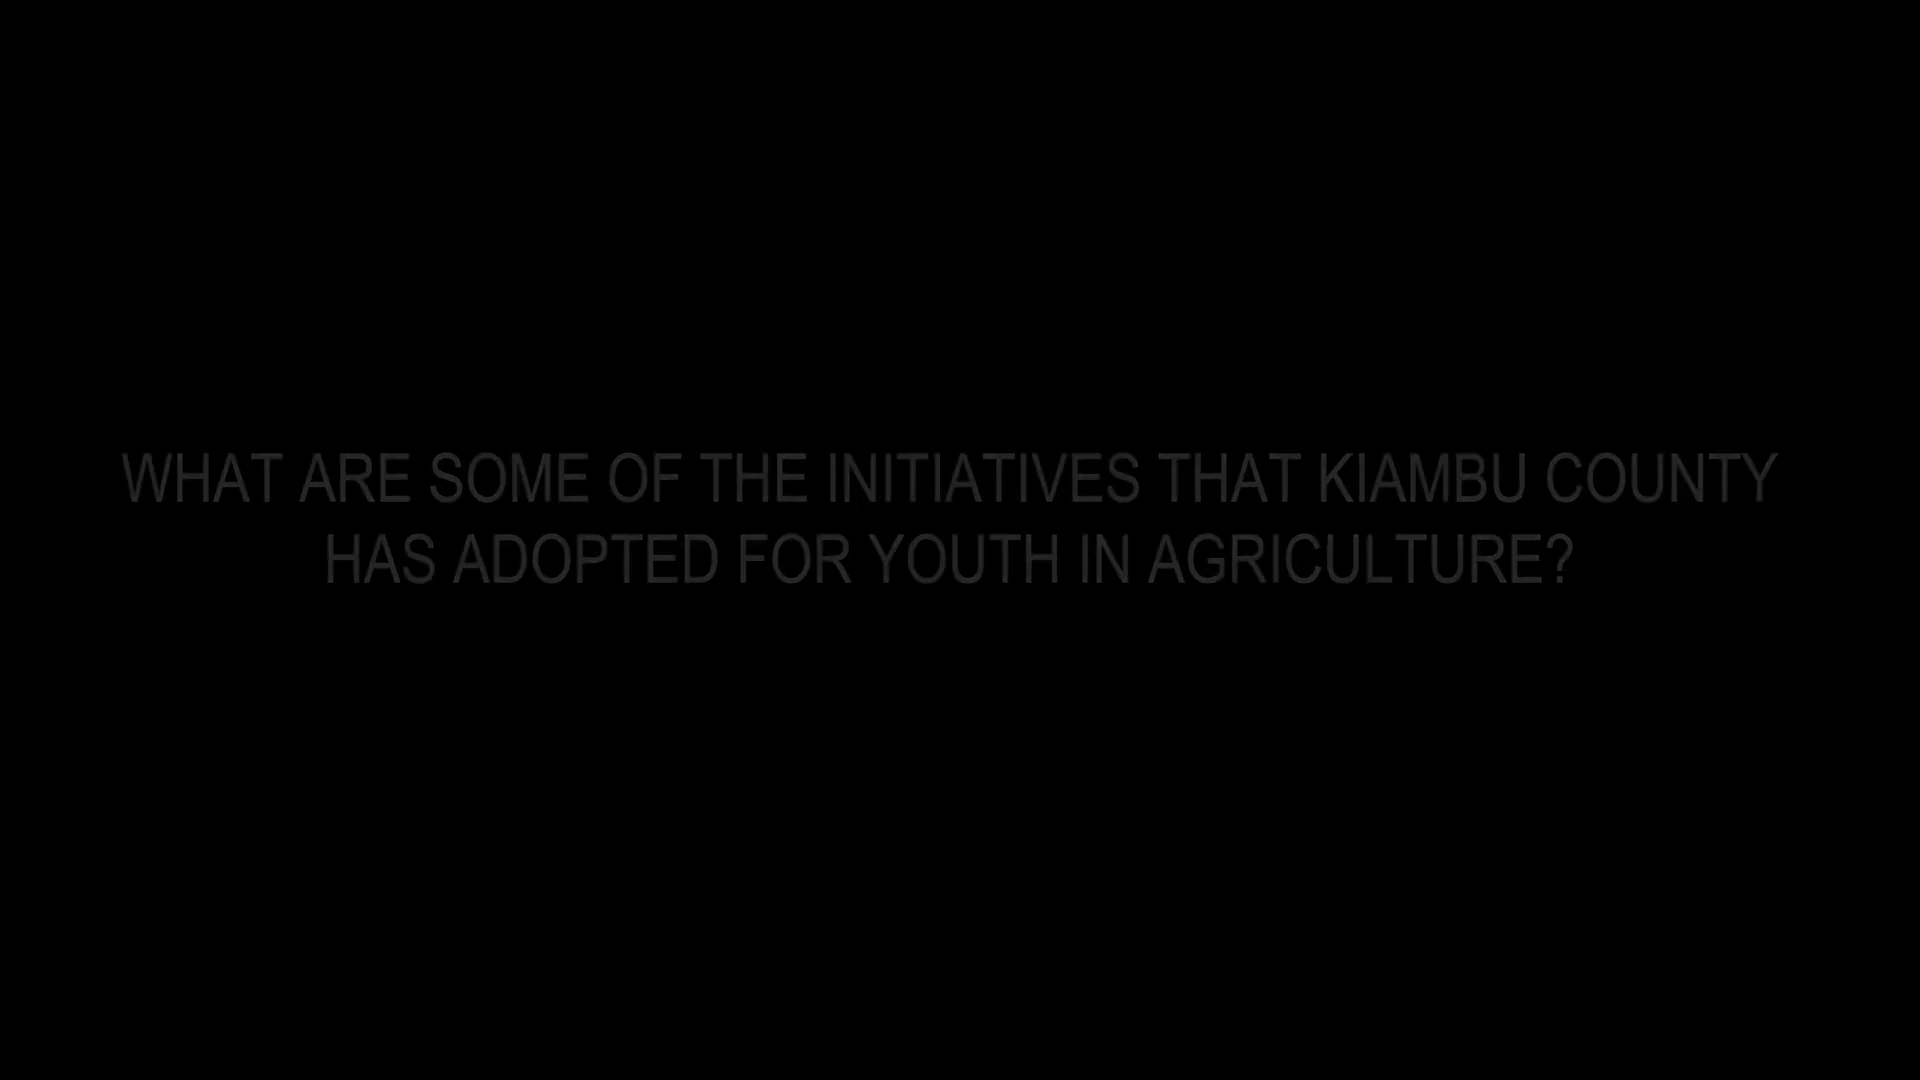 WHAT ARE SOME OF THE INITIATIVES THAT KIAMBU COUNTY
HAS ADOPTED FOR YOUTH IN AGRICULTURE?